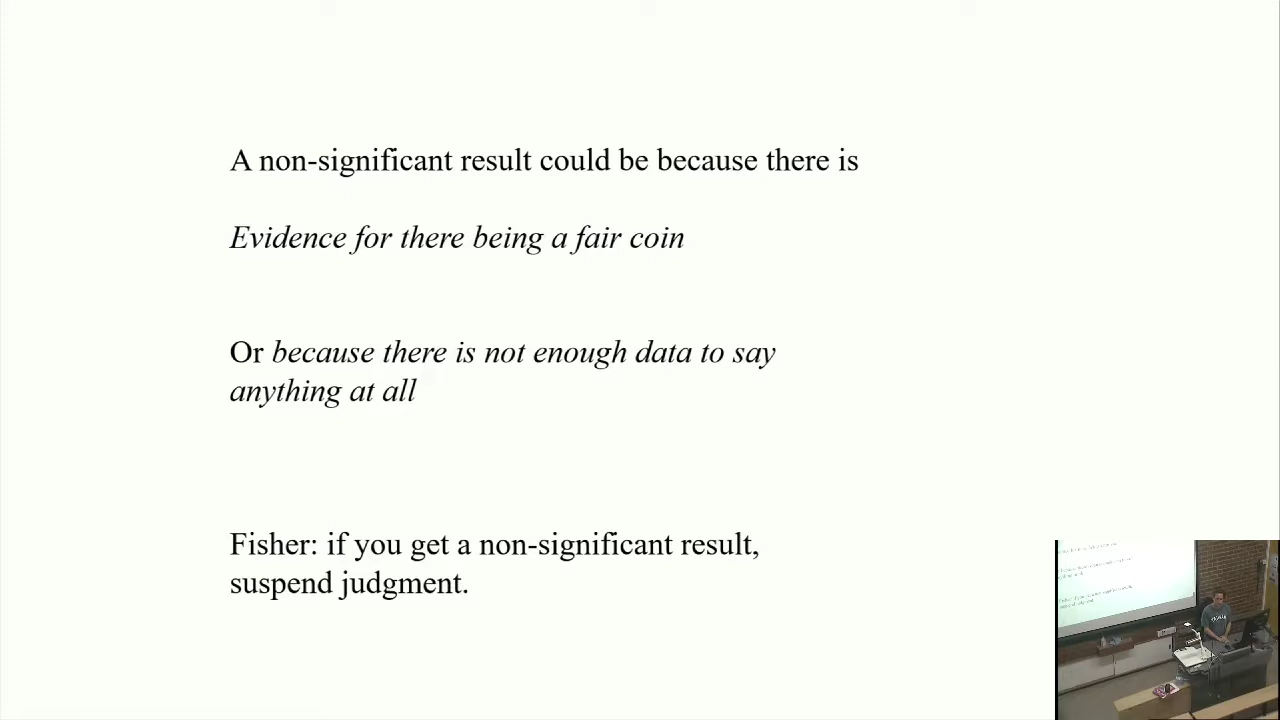 A non-significant result could be because there is
Evidence for there being a fair coin
Or because there is not enough data to say
anything at all
Fisher: if you get a non-significant result,
suspend judgment.